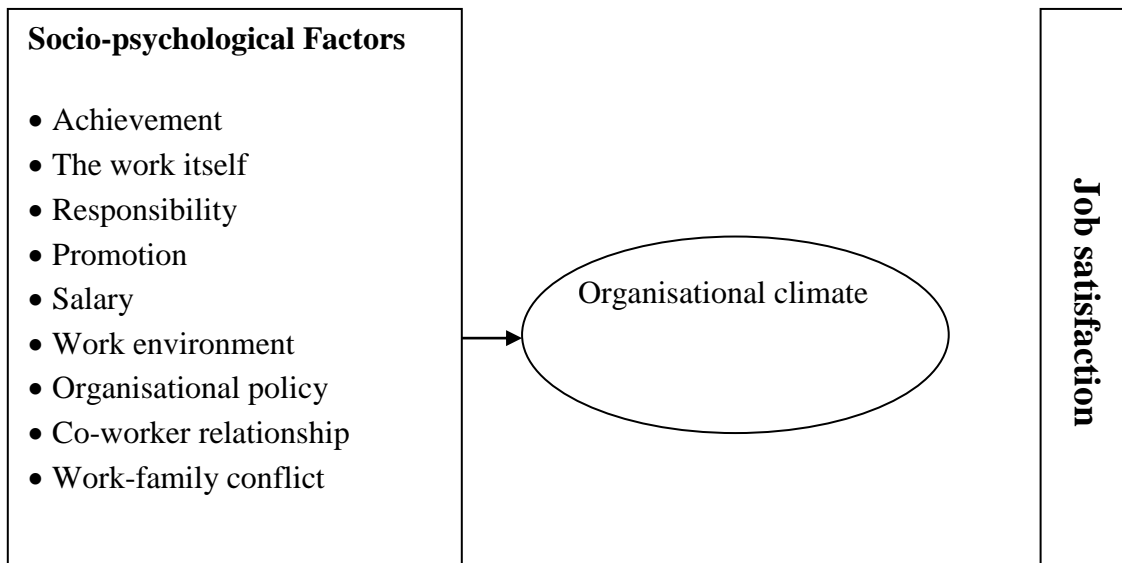 Socio-psychological Factors
• Achievement
• The work itself
• Responsibility
• Promotion
• Salary
• Work environment
• Organisational policy
• Co-worker relationship
• Work-family conflict
Organisational climate
Job satisfaction